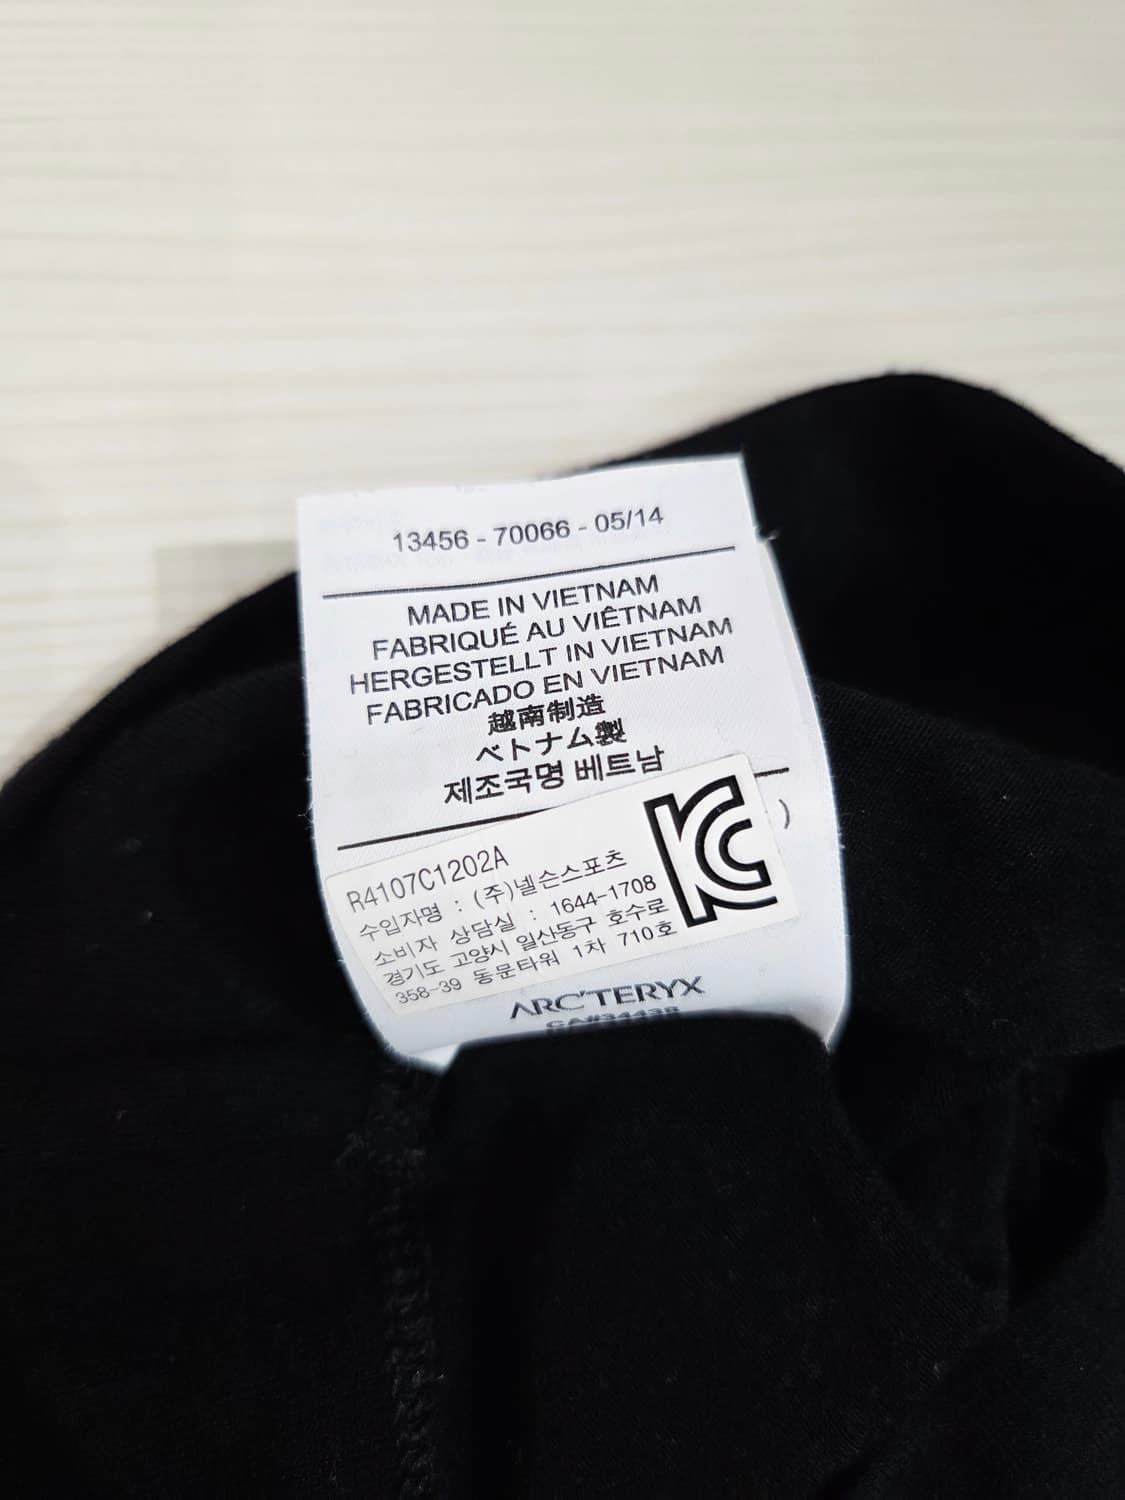 13456 - 70066 - 05/14
MADE IN VIETNAM
FABRIQUÉ AU VIÊTNAM
HERGESTELLT IN VIETNAM
FABRICADO EN VIETNAM
越南制造
ベトナム製
제조국명 베트남
)
R4107C1202A
수입자명 : (주)넬슨스포츠
소비자 상담실 : 1644-1708
경기도 고양시 일산동구 호수로
358-39 동문타워 1차 710호
KC
ARC'TERYX
CA#34438